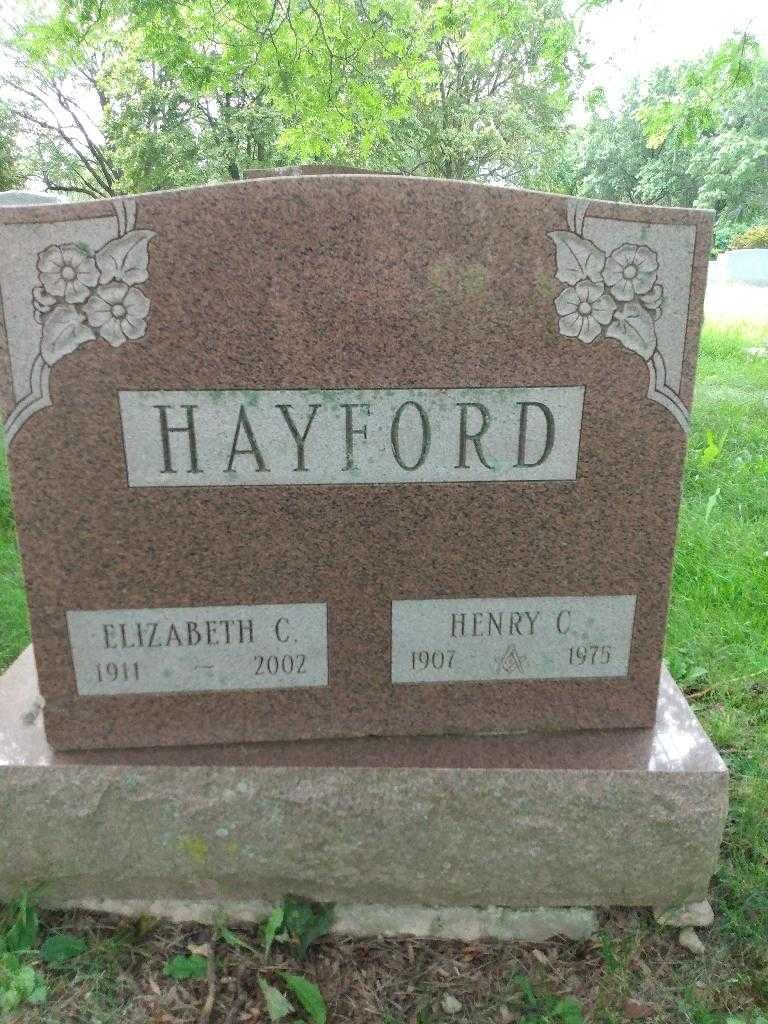 HAYFORD
ELIZABETH C.
1911 – 2002
HENRY C.
1907 1975